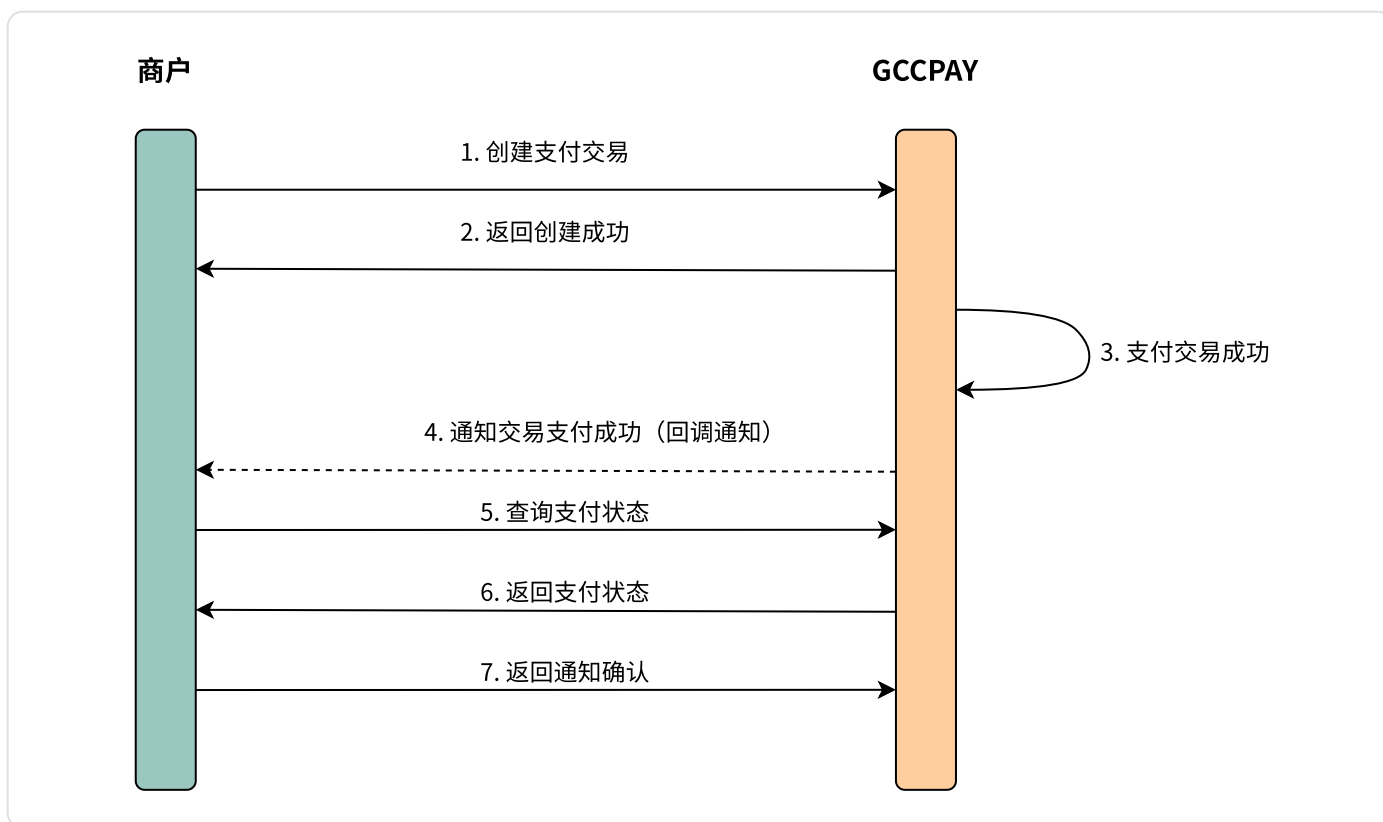 商户
GCCPAY
1. 创建支付交易
2. 返回创建成功
3. 支付交易成功
4. 通知交易支付成功（回调通知）
5. 查询支付状态
6. 返回支付状态
7. 返回通知确认